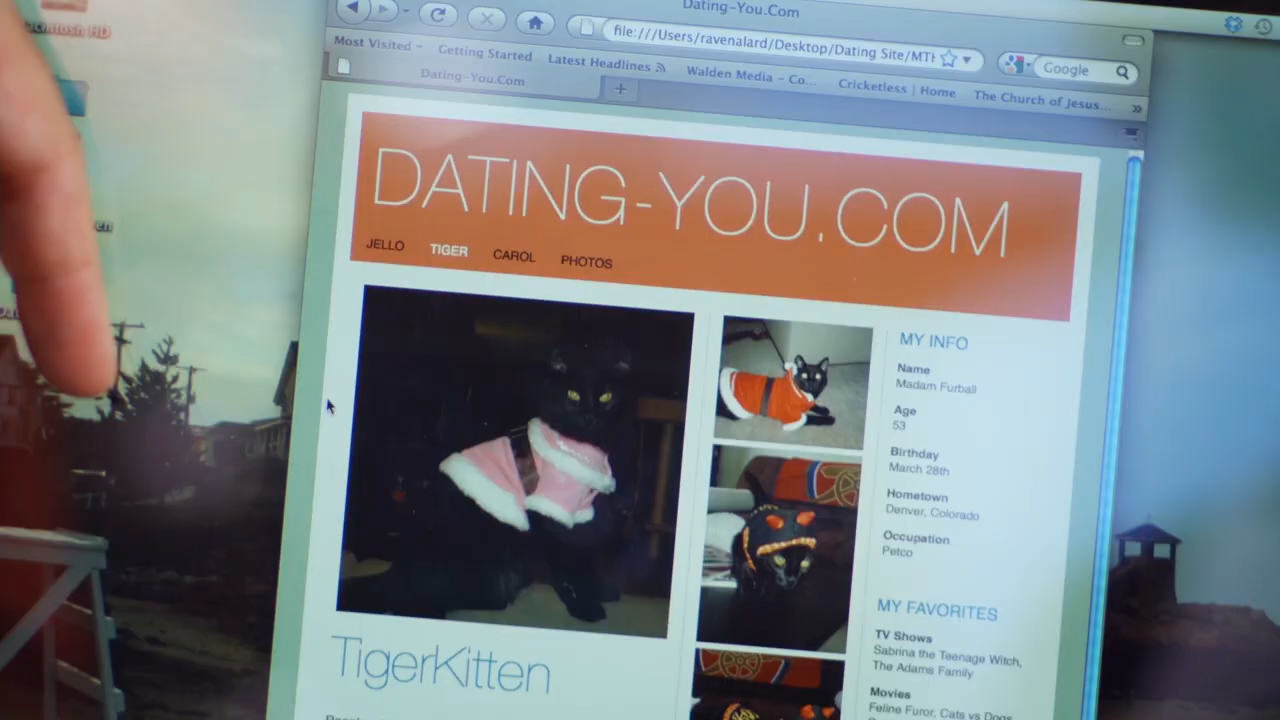 Macintosh HD
Dating-You.Com
file:///Users/ravenalard/Desktop/Dating Site/MTH
Google
Most Visited
Getting Started
Latest Headlines
Walden Media - Co...
Cricketless | Home
The Church of Jesus...
Dating-You.Com
DATING-YOU.COM
JELLO
TIGER
CAROL
PHOTOS
TigerKitten
MY INFO
Name
Madam Furball
Age
53
Birthday
March 28th
Hometown
Denver, Colorado
Occupation
Petco
MY FAVORITES
TV Shows
Sabrina the Teenage Witch,
The Adams Family
Movies
Feline Furor, Cats vs Dogs